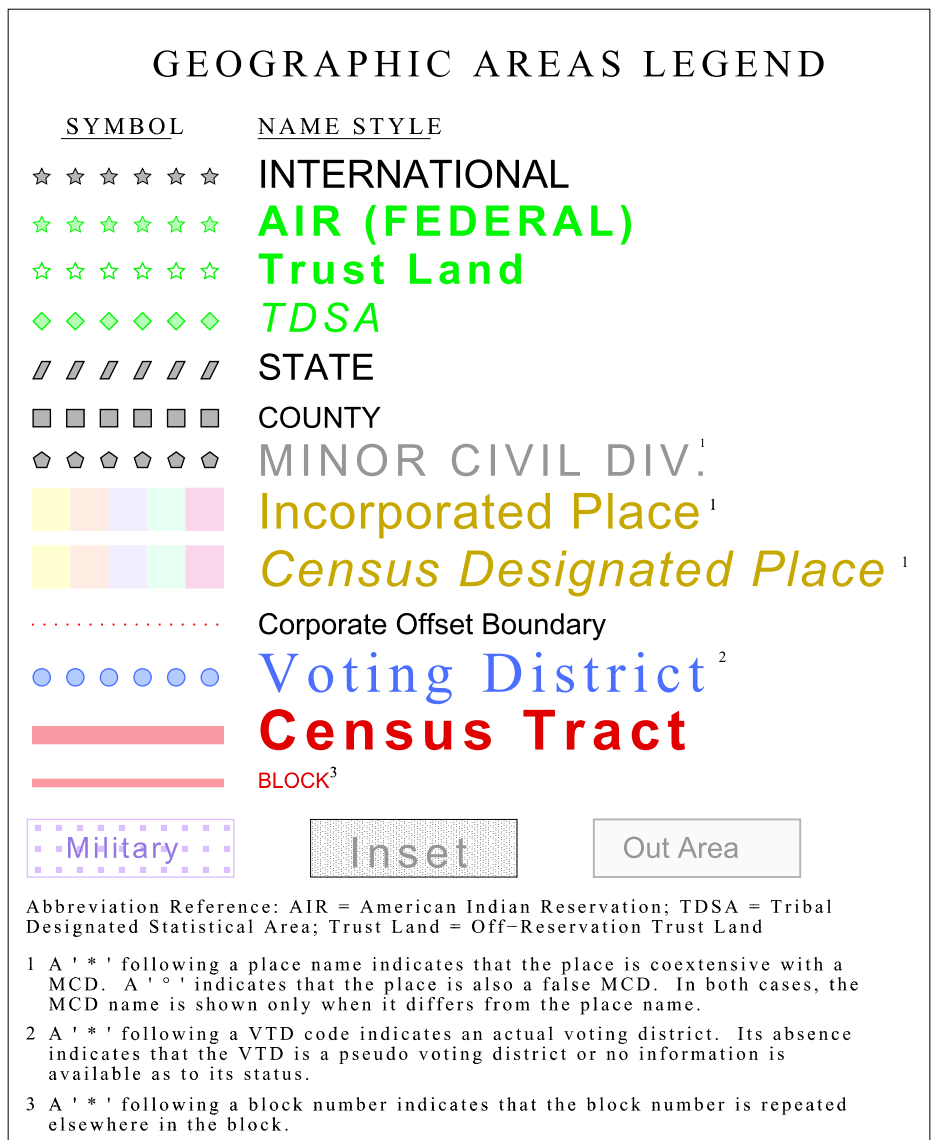 GEOGRAPHIC AREAS LEGEND
SYMBOL NAME STYLE
INTERNATIONAL
AIR (FEDERAL)
Trust Land
TDSA
STATE
COUNTY
MINOR CIVIL DIV.1
Incorporated Place 1
Census Designated Place 1
Corporate Offset Boundary
Voting District 2
Census Tract
BLOCK3
Military Inset Out Area
Abbreviation Reference: AIR = American Indian Reservation; TDSA = Tribal
Designated Statistical Area; Trust Land = Off−Reservation Trust Land
1 A ' * ' following a place name indicates that the place is coextensive with a
MCD. A ' ° ' indicates that the place is also a false MCD. In both cases, the
MCD name is shown only when it differs from the place name.
2 A ' * ' following a VTD code indicates an actual voting district. Its absence
indicates that the VTD is a pseudo voting district or no information is
available as to its status.
3 A ' * ' following a block number indicates that the block number is repeated
elsewhere in the block.